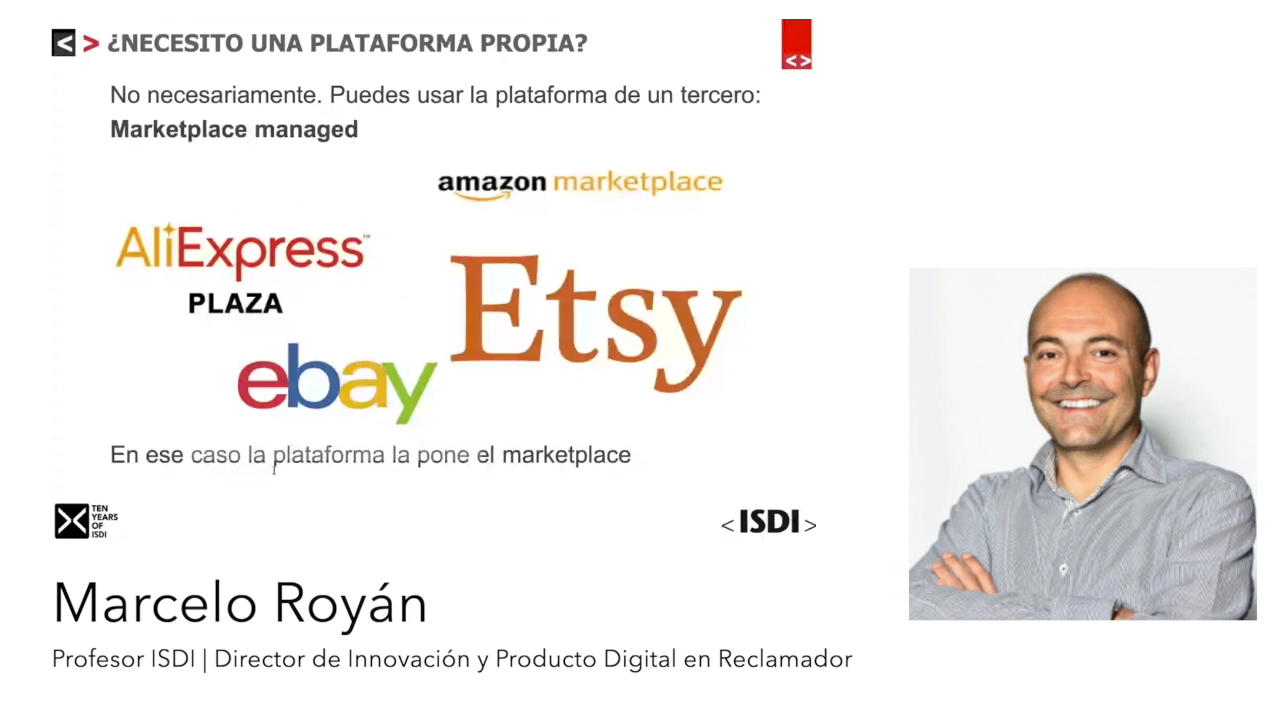 < > ¿NECESITO UNA PLATAFORMA PROPIA?
< >
No necesariamente. Puedes usar la plataforma de un tercero:
Marketplace managed
amazon marketplace
AliExpress™
PLAZA
Etsy
ebay
En ese caso la plataforma la pone el marketplace
TEN
YEARS
OF
ISDI
<ISDI>
Marcelo Royán
Profesor ISDI | Director de Innovación y Producto Digital en Reclamador